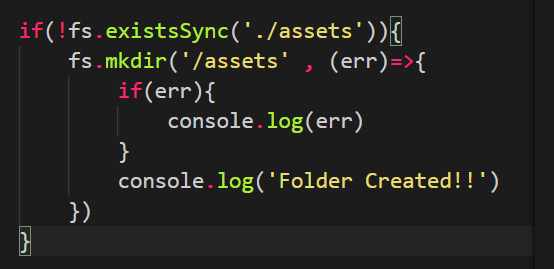 if(!fs.existsSync('./assets')){
fs.mkdir('/assets' , (err)=>{
if(err){
console.log(err)
}
console.log('Folder Created!!')
})
}